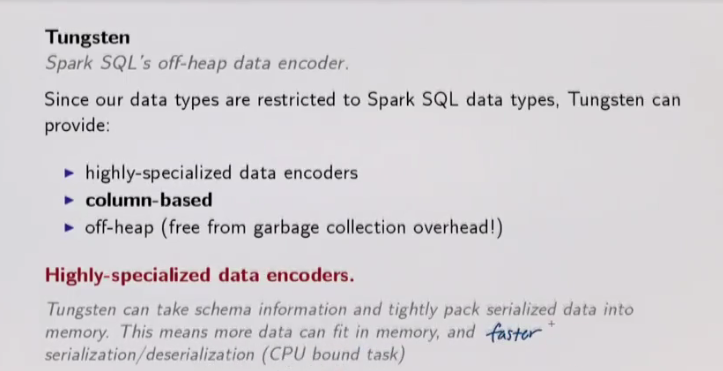 Tungsten
Spark SQL's off-heap data encoder.
Since our data types are restricted to Spark SQL data types, Tungsten can
provide:
► highly-specialized data encoders
► column-based
► off-heap (free from garbage collection overhead!)
Highly-specialized data encoders.
Tungsten can take schema information and tightly pack serialized data into
memory. This means more data can fit in memory, and faster +
serialization/deserialization (CPU bound task)